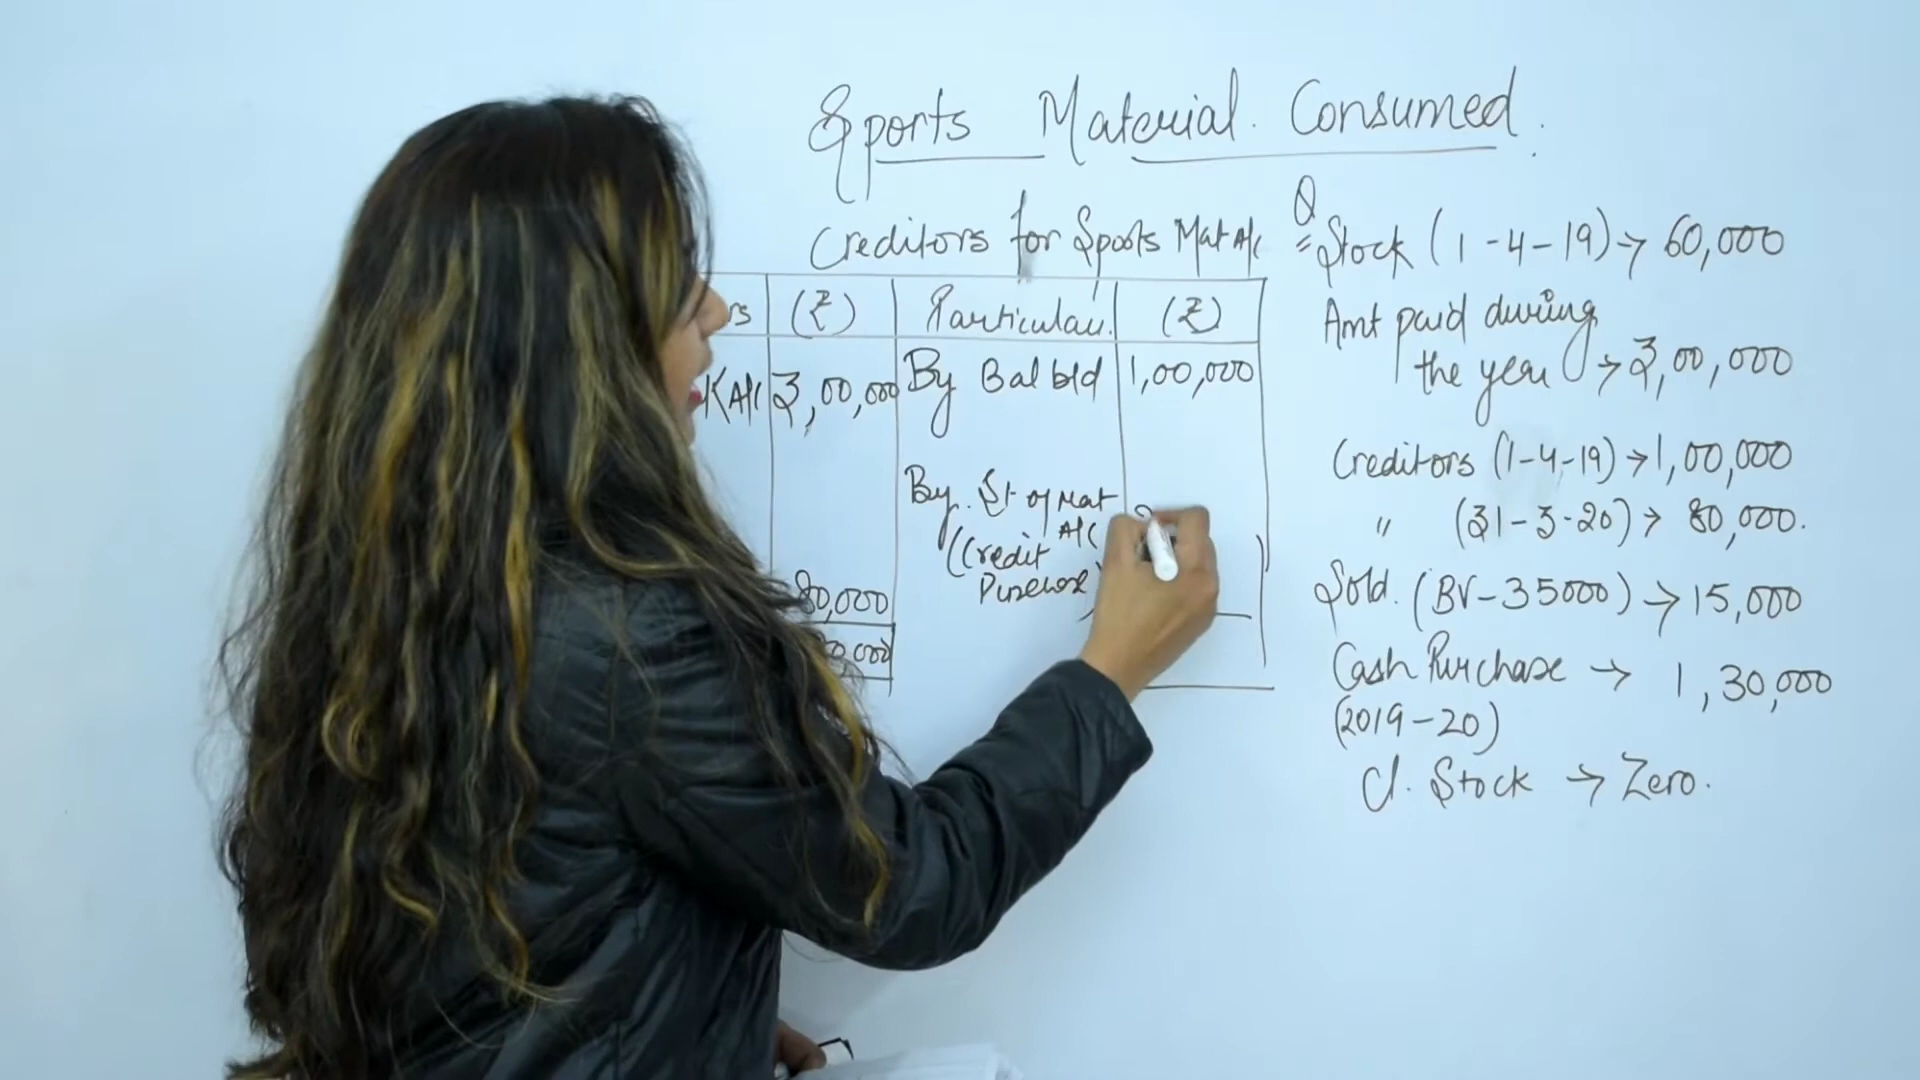 Sports Material. Consumed.
Creditors for Sports Mat A/c
(₹) Particulars (₹)
K A/c 3,00,000 By Bal b/d 1,00,000
By. St of Mat A/c
(Credit Purchase)
80,000
Q
Stock (1-4-19) → 60,000
Amt paid during
the year → 3,00,000
Creditors (1-4-19) → 1,00,000
" (31-3-20) → 80,000.
Sold. (BV-35000) → 15,000
Cash Purchase → 1,30,000
(2019-20)
Cl. Stock → Zero.